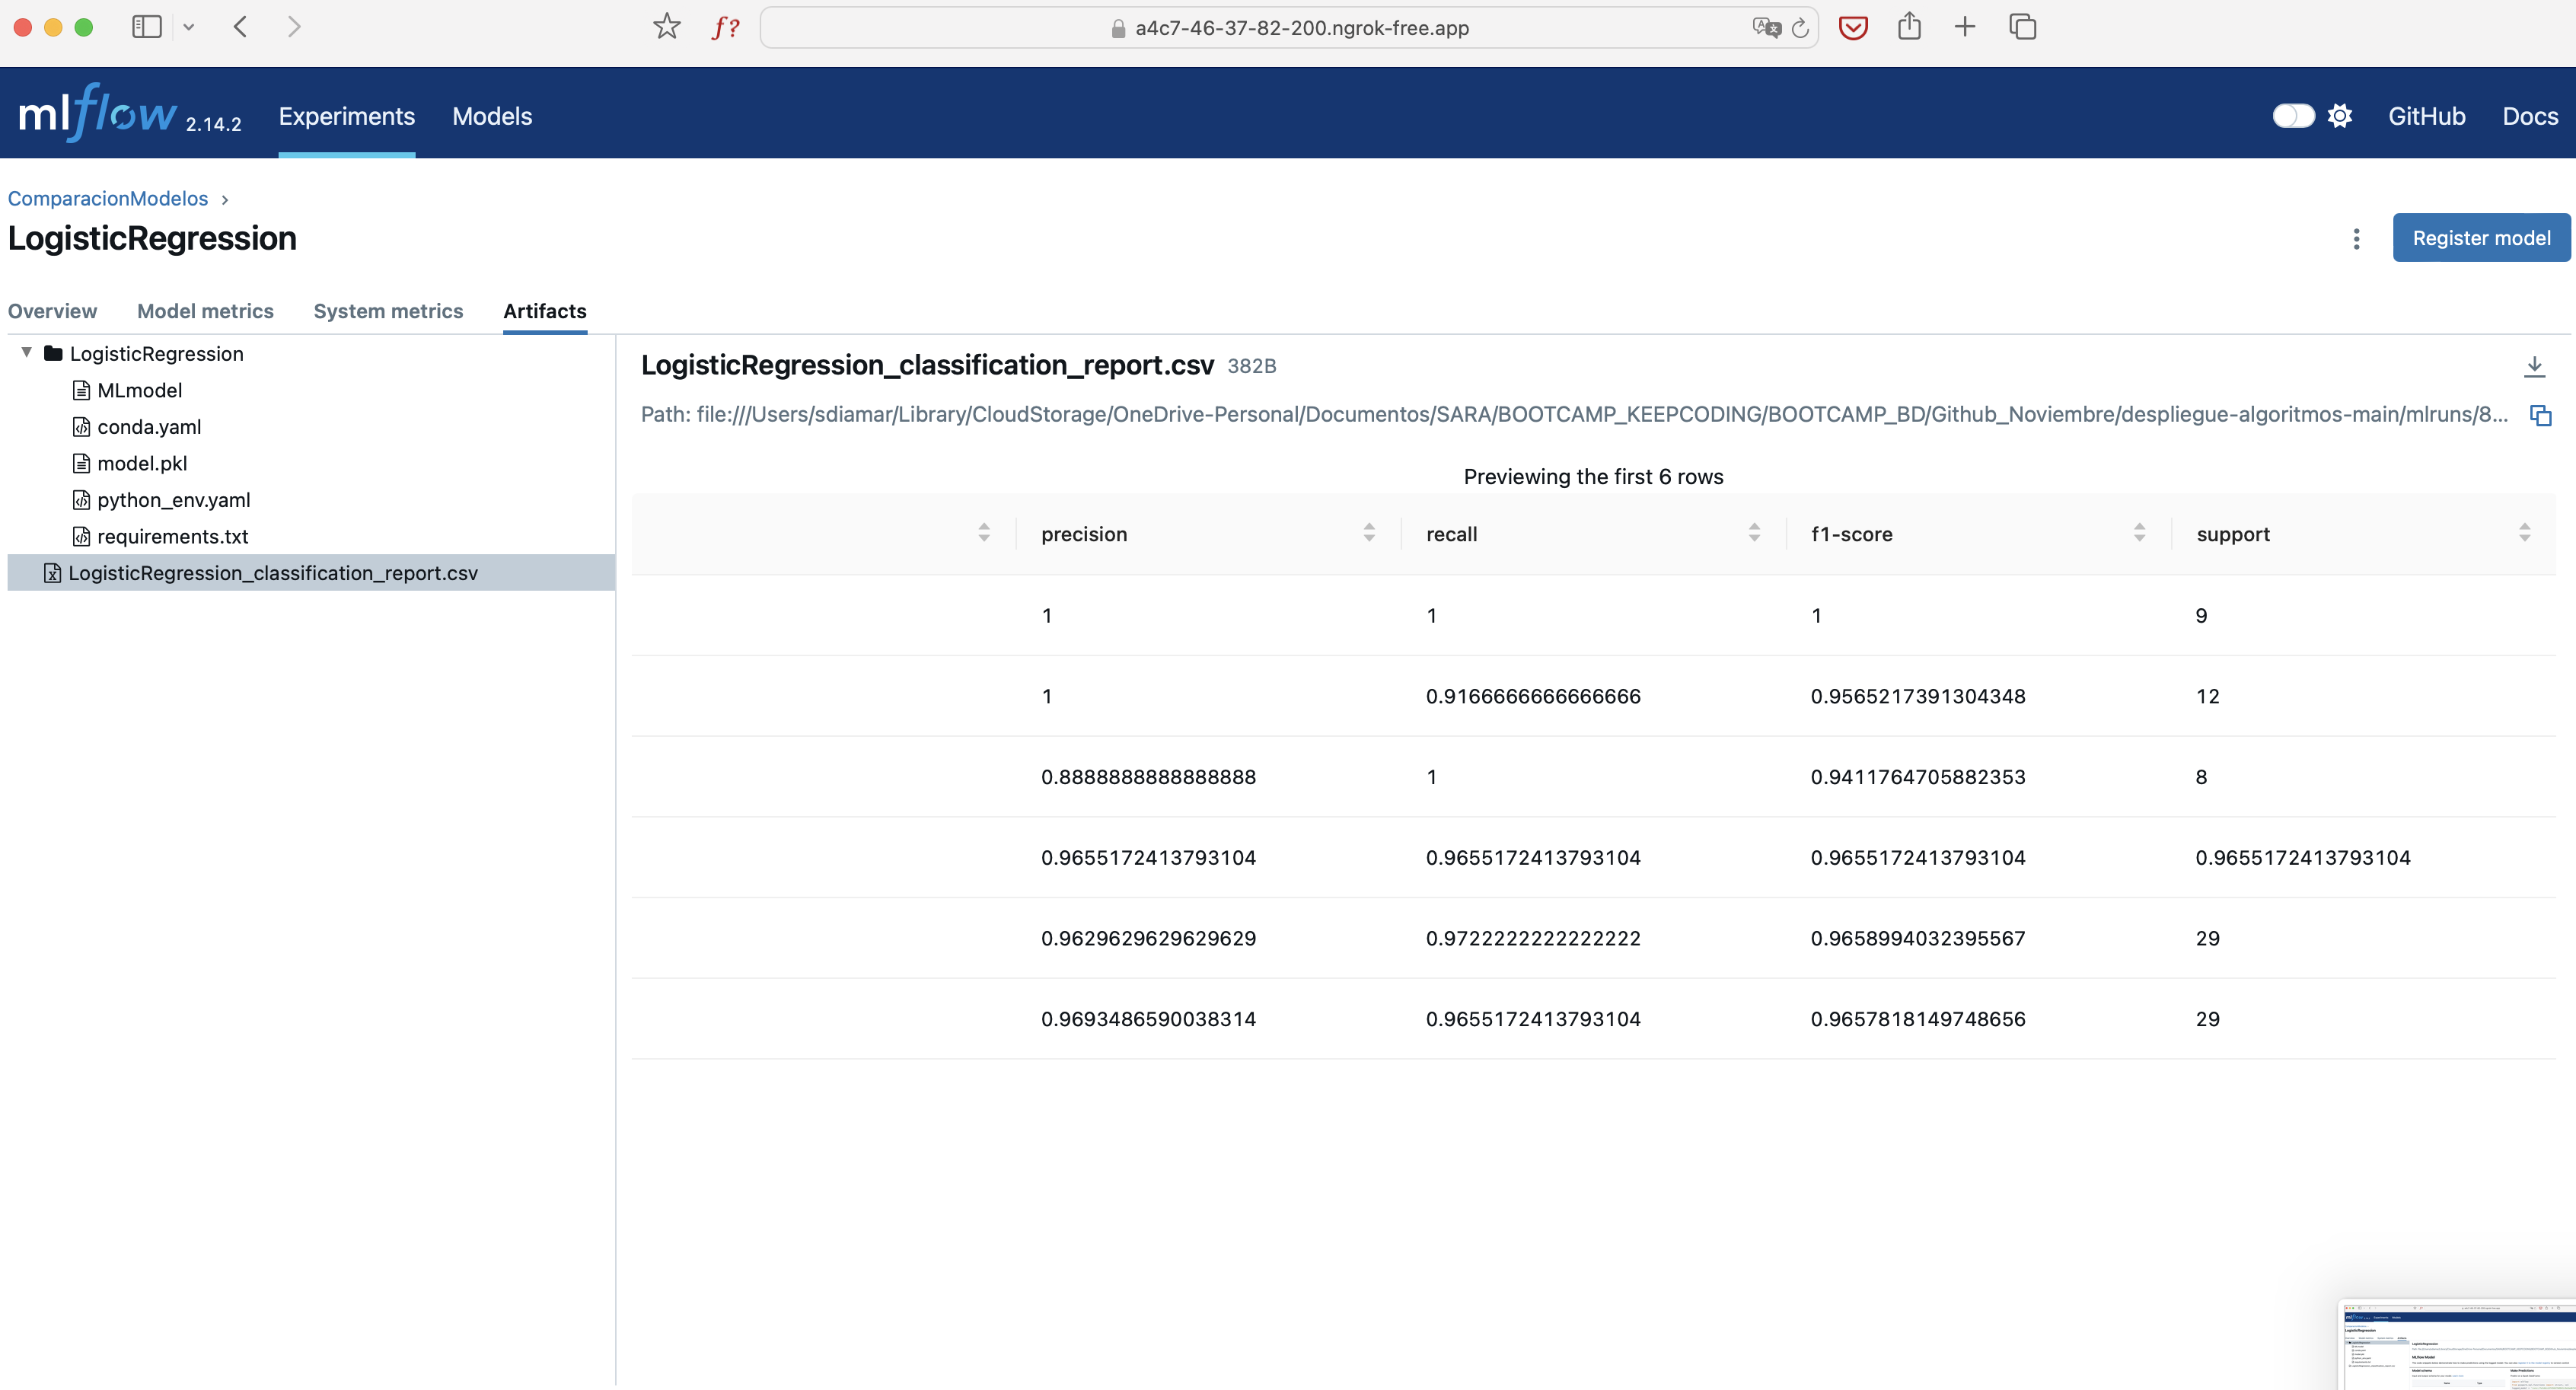 a4c7-46-37-82-200.ngrok-free.app
mlflow 2.14.2 Experiments Models GitHub Docs
ComparacionModelos
LogisticRegression
Register model
Overview Model metrics System metrics Artifacts
LogisticRegression
MLmodel
conda.yaml
model.pkl
python_env.yaml
requirements.txt
LogisticRegression_classification_report.csv
LogisticRegression_classification_report.csv 382B
Path: file:///Users/sdiamar/Library/CloudStorage/OneDrive-Personal/Documentos/SARA/BOOTCAMP_KEEPCODING/BOOTCAMP_BD/Github_Noviembre/despliegue-algoritmos-main/mlruns/8...
Previewing the first 6 rows
precision recall f1-score support
1 1 1 9
1 0.9166666666666666 0.9565217391304348 12
0.8888888888888888 1 0.9411764705882353 8
0.9655172413793104 0.9655172413793104 0.9655172413793104 0.9655172413793104
0.9629629629629629 0.9722222222222222 0.9658994032395567 29
0.9693486590038314 0.9655172413793104 0.9657818149748656 29